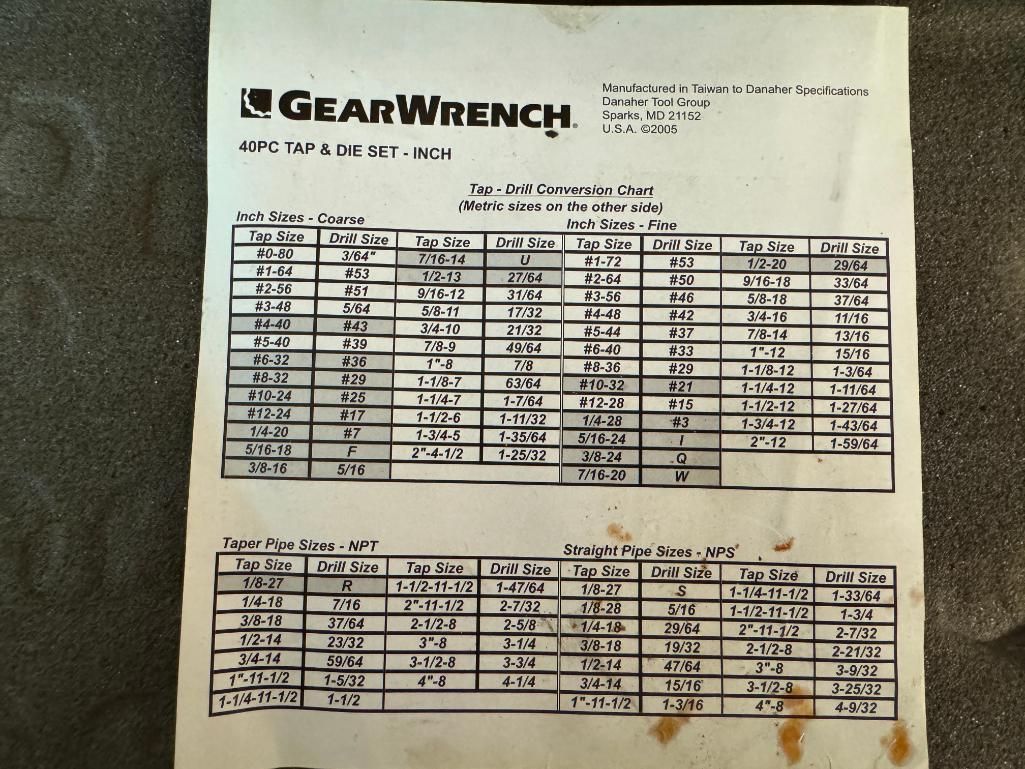 GEARWRENCH®
Manufactured in Taiwan to Danaher Specifications
Danaher Tool Group
Sparks, MD 21152
U.S.A. ©2005
40PC TAP & DIE SET - INCH
Tap - Drill Conversion Chart
(Metric sizes on the other side)
Inch Sizes - Coarse Inch Sizes - Fine
Tap Size Drill Size Tap Size Drill Size Tap Size Drill Size Tap Size Drill Size
#0-80 3/64" 7/16-14 U #1-72 #53 1/2-20 29/64
#1-64 #53 1/2-13 27/64 #2-64 #50 9/16-18 33/64
#2-56 #51 9/16-12 31/64 #3-56 #46 5/8-18 37/64
#3-48 5/64 5/8-11 17/32 #4-48 #42 3/4-16 11/16
#4-40 #43 3/4-10 21/32 #5-44 #37 7/8-14 13/16
#5-40 #39 7/8-9 49/64 #6-40 #33 1"-12 15/16
#6-32 #36 1"-8 7/8 #8-36 #29 1-1/8-12 1-3/64
#8-32 #29 1-1/8-7 63/64 #10-32 #21 1-1/4-12 1-11/64
#10-24 #25 1-1/4-7 1-7/64 #12-28 #15 1-1/2-12 1-27/64
#12-24 #17 1-1/2-6 1-11/32 1/4-28 #3 1-3/4-12 1-43/64
1/4-20 #7 1-3/4-5 1-35/64 5/16-24 I 2"-12 1-59/64
5/16-18 F 2"-4-1/2 1-25/32 3/8-24 Q
3/8-16 5/16 7/16-20 W
Taper Pipe Sizes - NPT Straight Pipe Sizes - NPS
Tap Size Drill Size Tap Size Drill Size Tap Size Drill Size Tap Size Drill Size
1/8-27 R 1-1/2-11-1/2 1-47/64 1/8-27 S 1-1/4-11-1/2 1-33/64
1/4-18 7/16 2"-11-1/2 2-7/32 1/8-28 5/16 1-1/2-11-1/2 1-3/4
3/8-18 37/64 2-1/2-8 2-5/8 1/4-18 29/64 2"-11-1/2 2-7/32
1/2-14 23/32 3"-8 3-1/4 3/8-18 19/32 2-1/2-8 2-21/32
3/4-14 59/64 3-1/2-8 3-3/4 1/2-14 47/64 3"-8 3-9/32
1"-11-1/2 1-5/32 4"-8 4-1/4 3/4-14 15/16 3-1/2-8 3-25/32
1-1/4-11-1/2 1-1/2 1"-11-1/2 1-3/16 4"-8 4-9/32